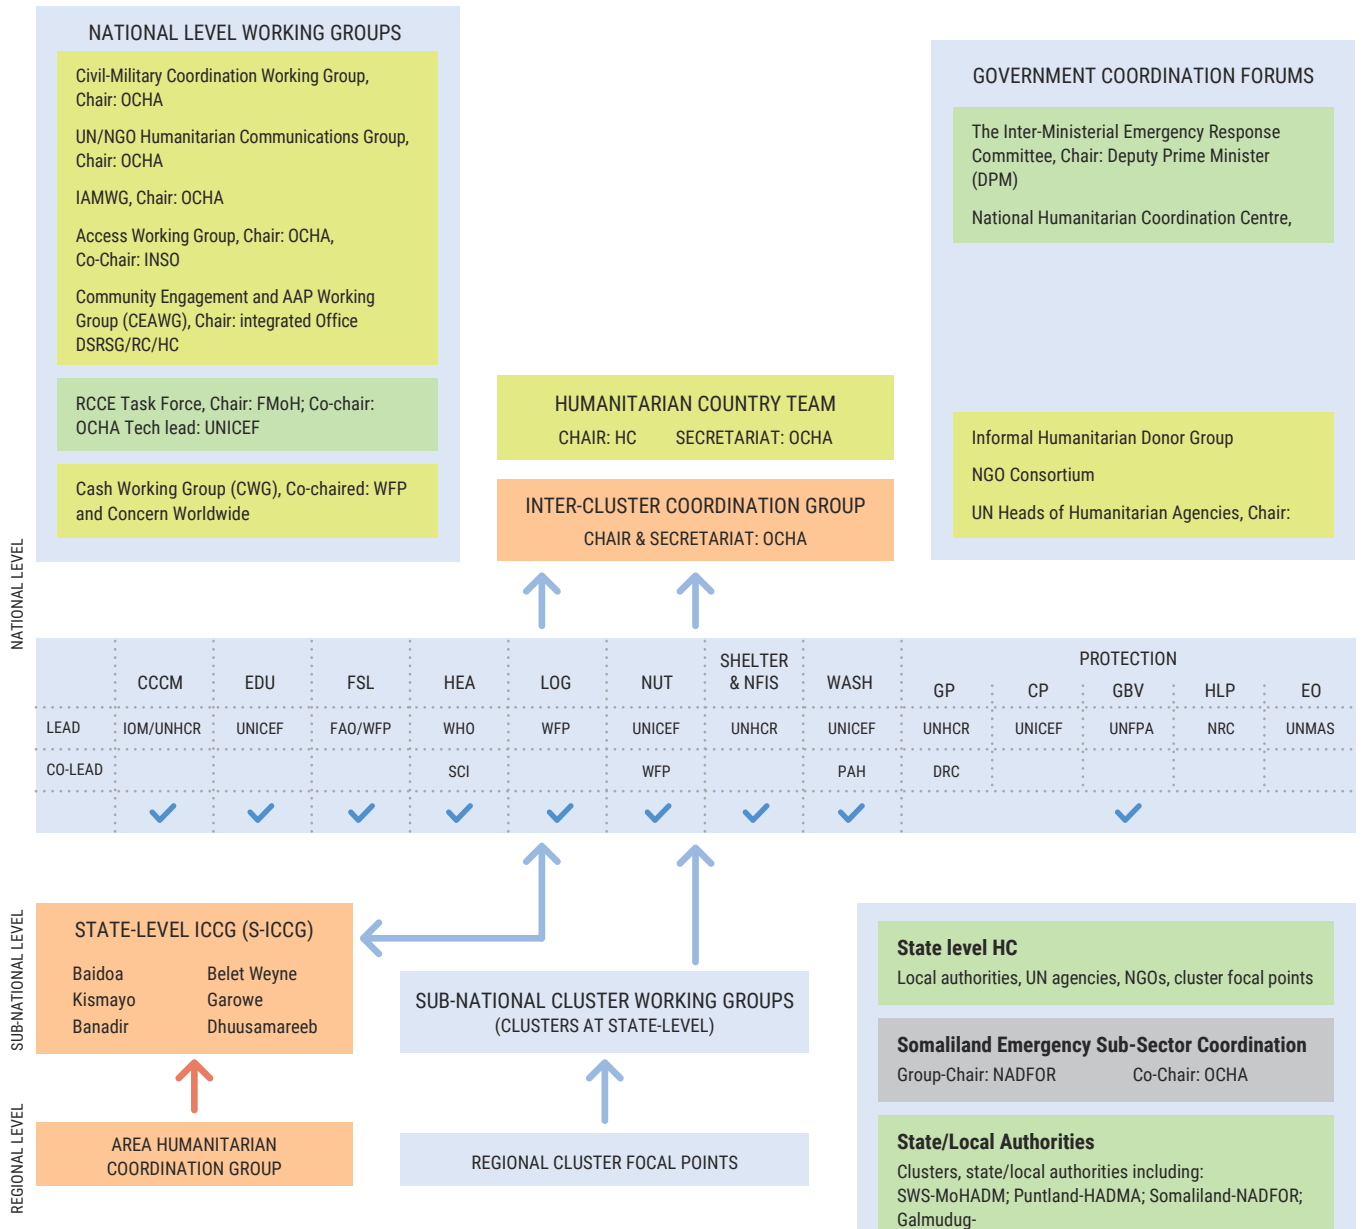 NATIONAL LEVEL WORKING GROUPS
Civil-Military Coordination Working Group,
Chair: OCHA
UN/NGO Humanitarian Communications Group,
Chair: OCHA
IAMWG, Chair: OCHA
Access Working Group, Chair: OCHA,
Co-Chair: INSO
Community Engagement and AAP Working
Group (CEAWG), Chair: integrated Office
DSRSG/RC/HC
RCCE Task Force, Chair: FMoH; Co-chair:
OCHA Tech lead: UNICEF
Cash Working Group (CWG), Co-chaired: WFP
and Concern Worldwide
GOVERNMENT COORDINATION FORUMS
The Inter-Ministerial Emergency Response
Committee, Chair: Deputy Prime Minister
(DPM)
National Humanitarian Coordination Centre,
Informal Humanitarian Donor Group
NGO Consortium
UN Heads of Humanitarian Agencies, Chair:
HUMANITARIAN COUNTRY TEAM
CHAIR: HC SECRETARIAT: OCHA
INTER-CLUSTER COORDINATION GROUP
CHAIR & SECRETARIAT: OCHA
NATIONAL LEVEL
CCCM EDU FSL HEA LOG NUT SHELTER & NFIS WASH PROTECTION
GP CP GBV HLP EO
LEAD IOM/UNHCR UNICEF FAO/WFP WHO WFP UNICEF UNHCR UNICEF UNHCR UNICEF UNFPA NRC UNMAS
CO-LEAD SCI WFP PAH DRC
SUB-NATIONAL LEVEL
STATE-LEVEL ICCG (S-ICCG)
Baidoa Belet Weyne
Kismayo Garowe
Banadir Dhuusamareeb
SUB-NATIONAL CLUSTER WORKING GROUPS
(CLUSTERS AT STATE-LEVEL)
State level HC
Local authorities, UN agencies, NGOs, cluster focal points
Somaliland Emergency Sub-Sector Coordination
Group-Chair: NADFOR Co-Chair: OCHA
State/Local Authorities
Clusters, state/local authorities including:
SWS-MoHADM; Puntland-HADMA; Somaliland-NADFOR;
Galmudug-
REGIONAL LEVEL
AREA HUMANITARIAN
COORDINATION GROUP
REGIONAL CLUSTER FOCAL POINTS